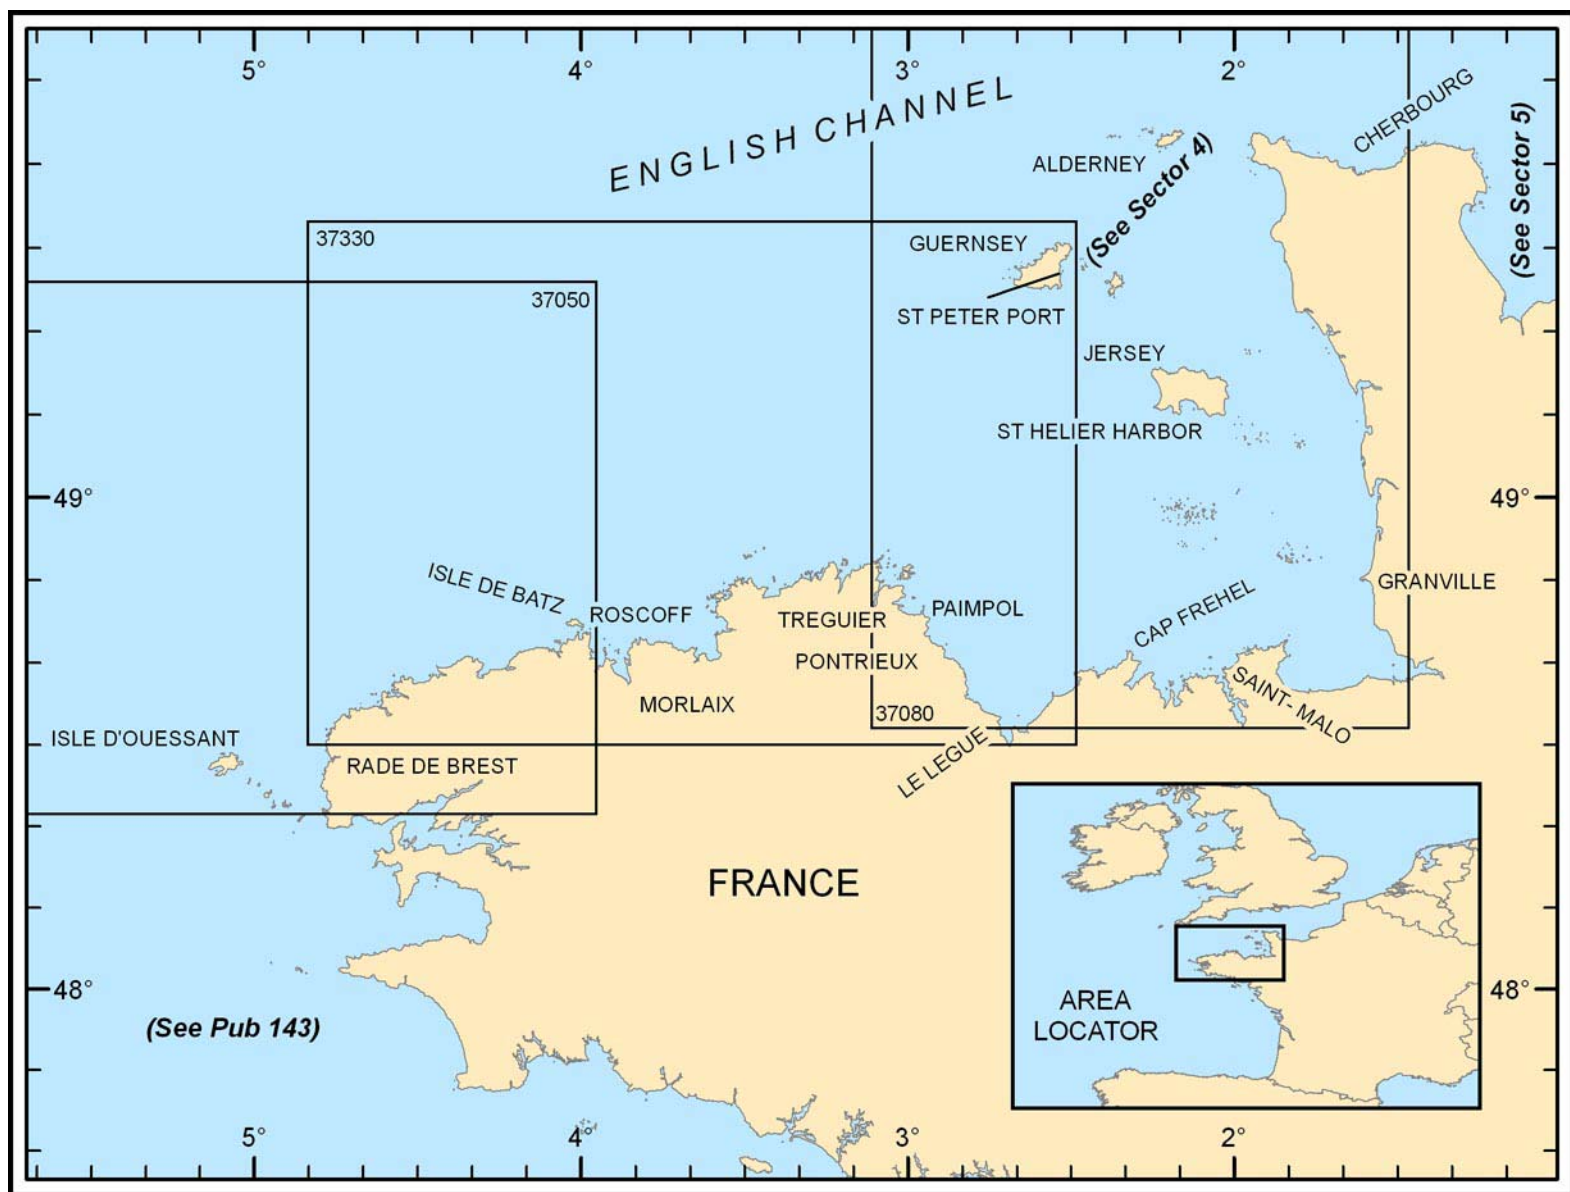 5°
4°
3°
2°
CHERBOURG
(See Sector 5)
ENGLISH CHANNEL
ALDERNEY
(See Sector 4)
37330
GUERNSEY
37050
ST PETER PORT
JERSEY
ST HELIER HARBOR
49°
49°
ISLE DE BATZ
ROSCOFF
TREGUIER
PAIMPOL
CAP FREHEL
GRANVILLE
PONTRIEUX
MORLAIX
37080
SAINT- MALO
ISLE D'OUESSANT
RADE DE BREST
LE LEGUE
FRANCE
48°
48°
(See Pub 143)
AREA
LOCATOR
5°
4°
3°
2°